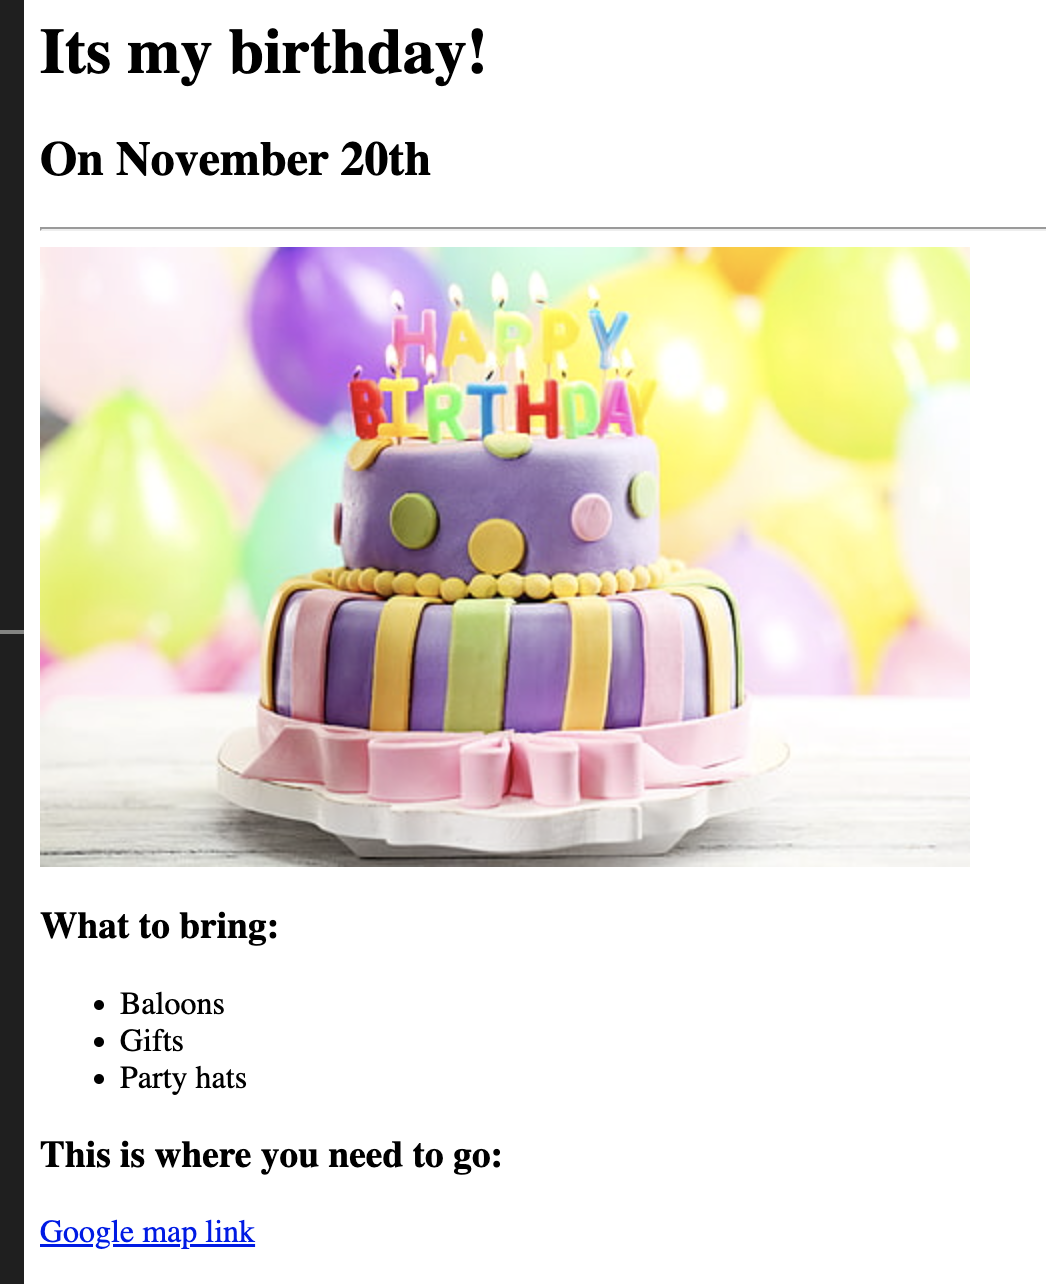 Its my birthday!
On November 20th
HAPPY
BIRTHDAY
What to bring:
Baloons
Gifts
Party hats
This is where you need to go:
Google map link